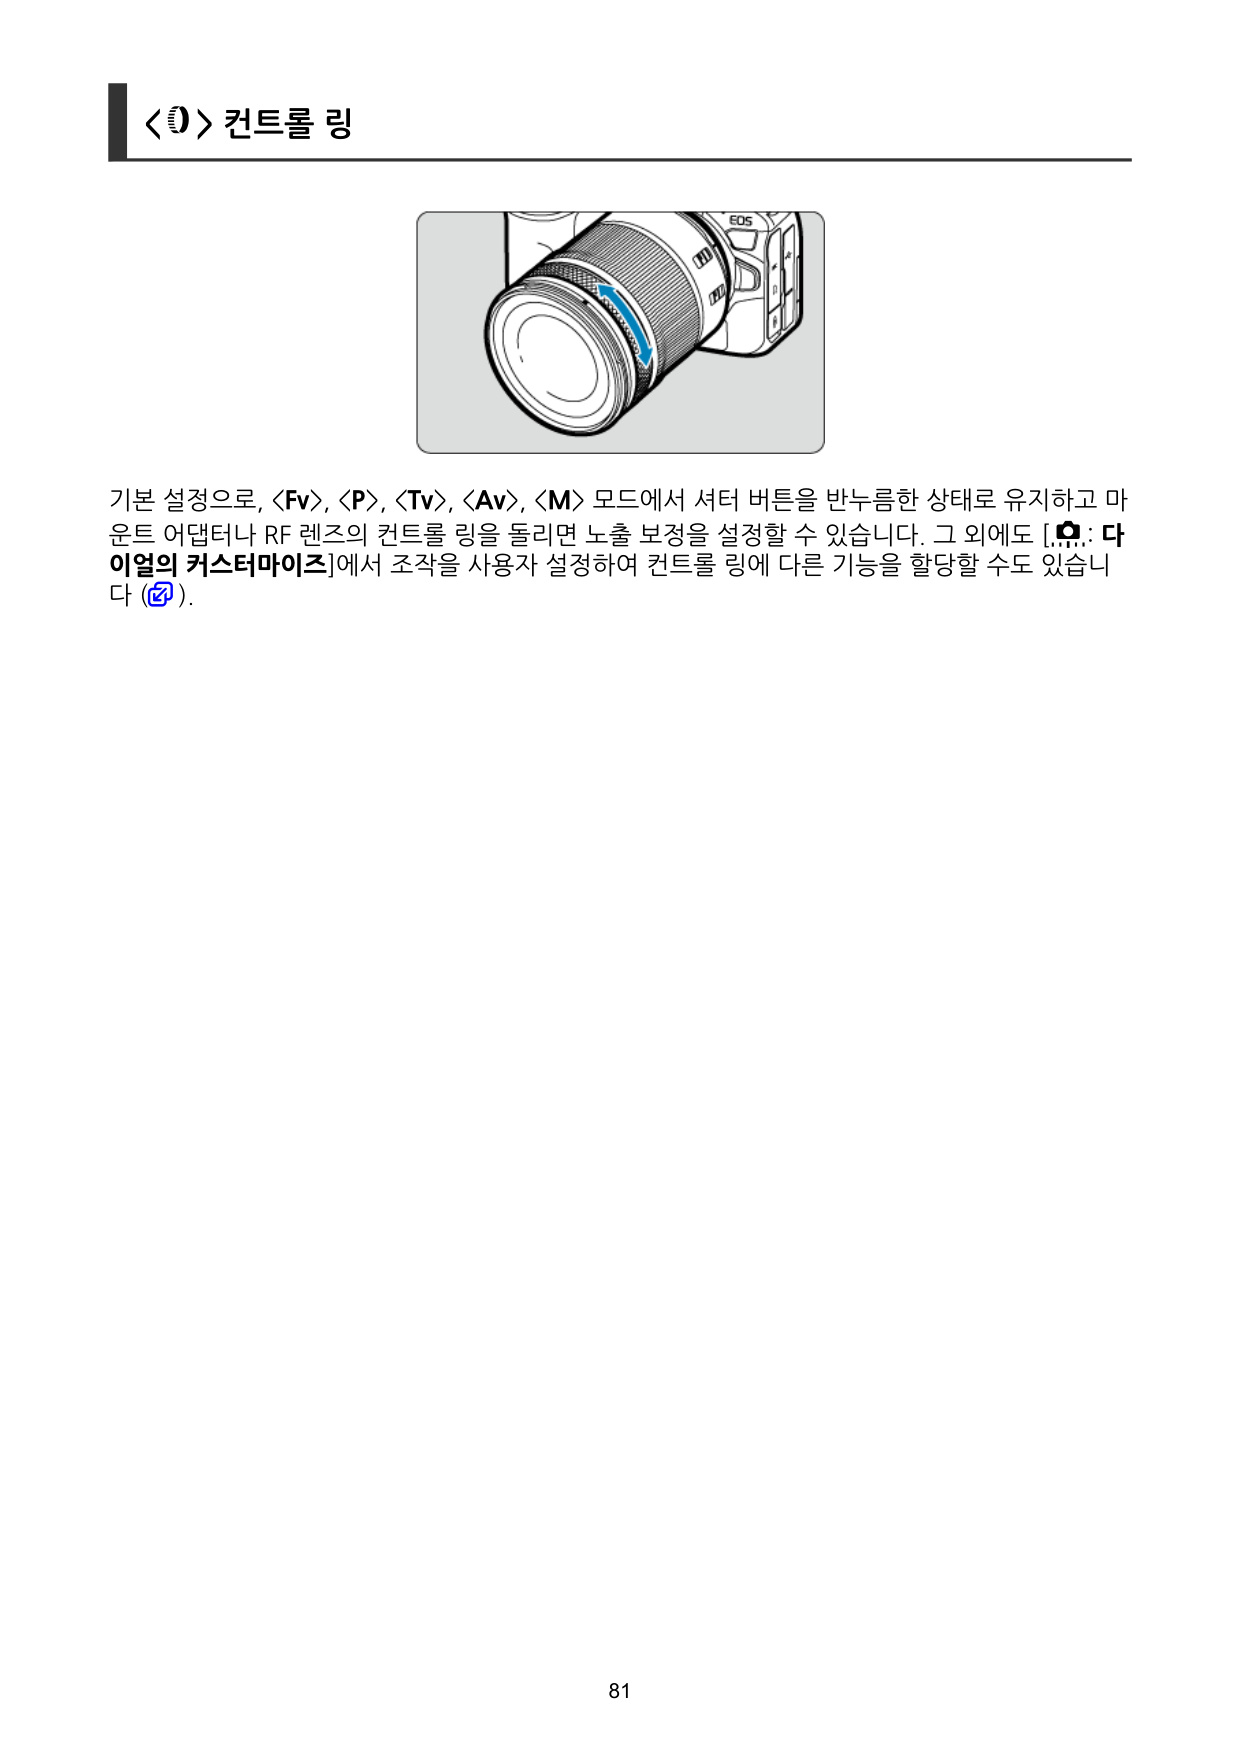 < > 컨트롤 링
EOS
기본 설정으로, <Fv>, <P>, <Tv>, <Av>, <M> 모드에서 셔터 버튼을 반누름한 상태로 유지하고 마
운트 어댑터나 RF 렌즈의 컨트롤 링을 돌리면 노출 보정을 설정할 수 있습니다. 그 외에도 [ : 다
이얼의 커스터마이즈]에서 조작을 사용자 설정하여 컨트롤 링에 다른 기능을 할당할 수도 있습니
다 ( ).
81